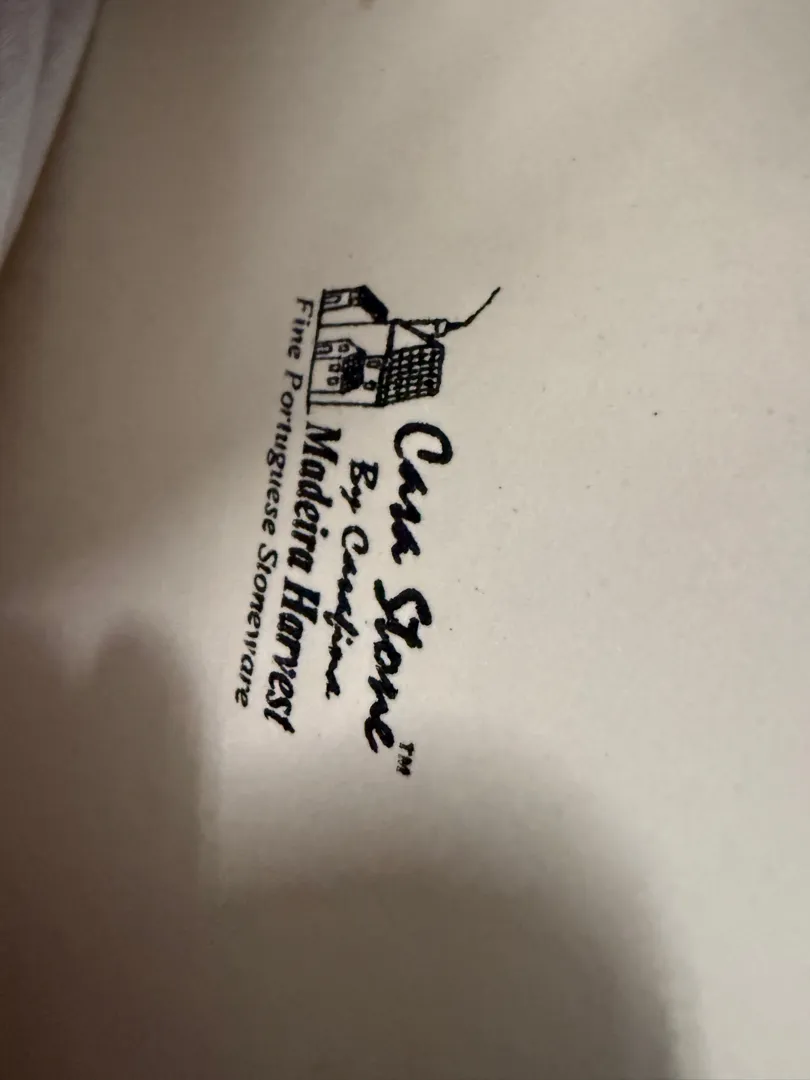 Casa Stone™
By Casafina
Madeira Harvest
Fine Portuguese Stoneware